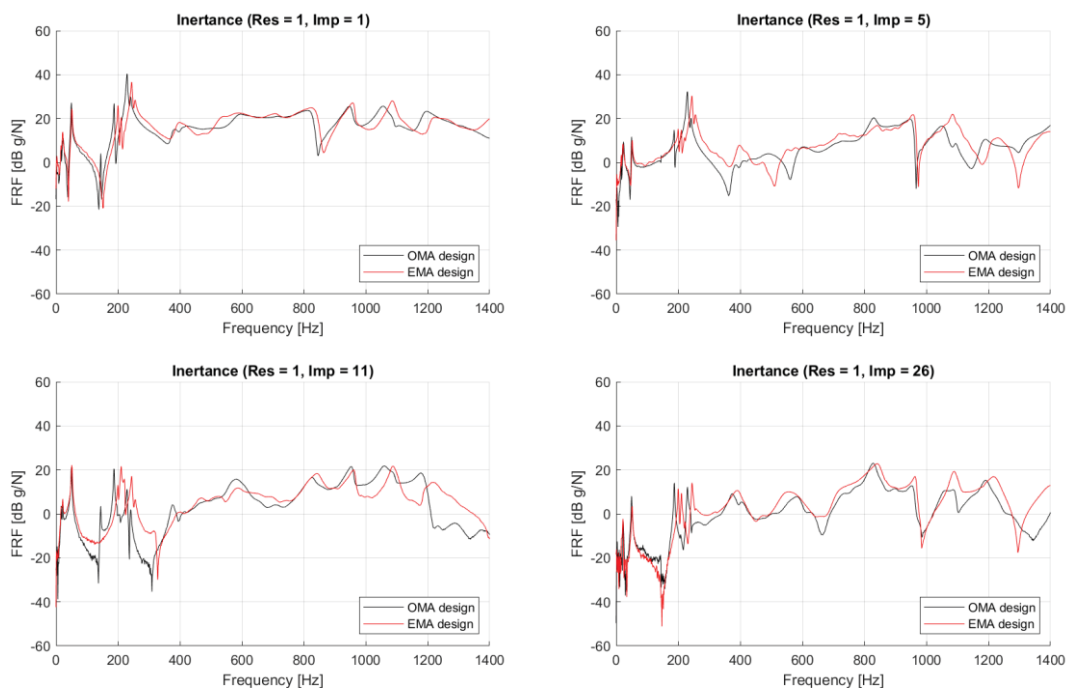 Inertance (Res = 1, Imp = 1)
60
40
20
0
-20
-40
-60
FRF [dB g/N]
OMA design
EMA design
0 200 400 600 800 1000 1200 1400
Frequency [Hz]
Inertance (Res = 1, Imp = 5)
60
40
20
0
-20
-40
-60
FRF [dB g/N]
OMA design
EMA design
0 200 400 600 800 1000 1200 1400
Frequency [Hz]
Inertance (Res = 1, Imp = 11)
60
40
20
0
-20
-40
-60
FRF [dB g/N]
OMA design
EMA design
0 200 400 600 800 1000 1200 1400
Frequency [Hz]
Inertance (Res = 1, Imp = 26)
60
40
20
0
-20
-40
-60
FRF [dB g/N]
OMA design
EMA design
0 200 400 600 800 1000 1200 1400
Frequency [Hz]